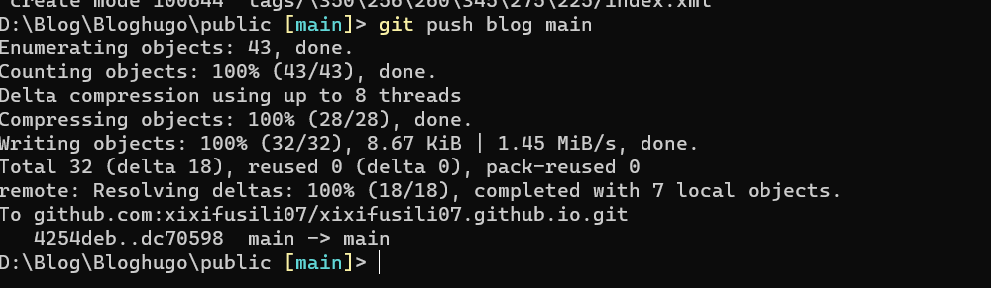 create mode 100644 tags/\350\256\260\345\275\225/index.xml
D:\Blog\Bloghugo\public [main]> git push blog main
Enumerating objects: 43, done.
Counting objects: 100% (43/43), done.
Delta compression using up to 8 threads
Compressing objects: 100% (28/28), done.
Writing objects: 100% (32/32), 8.67 KiB | 1.45 MiB/s, done.
Total 32 (delta 18), reused 0 (delta 0), pack-reused 0
remote: Resolving deltas: 100% (18/18), completed with 7 local objects.
To github.com:xixifusili07/xixifusili07.github.io.git
   4254deb..dc70598  main -> main
D:\Blog\Bloghugo\public [main]>